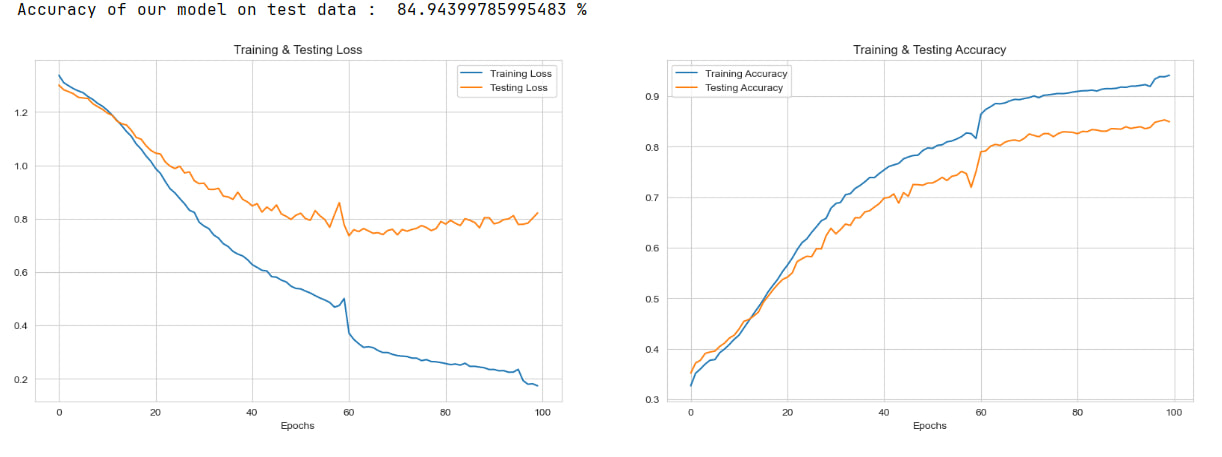 Accuracy of our model on test data :  84.94399785995483 %
Training & Testing Loss
Training Loss
Testing Loss
1.2
1.0
0.8
0.6
0.4
0.2
0 20 40 60 80 100
Epochs
Training & Testing Accuracy
Training Accuracy
Testing Accuracy
0.9
0.8
0.7
0.6
0.5
0.4
0.3
0 20 40 60 80 100
Epochs